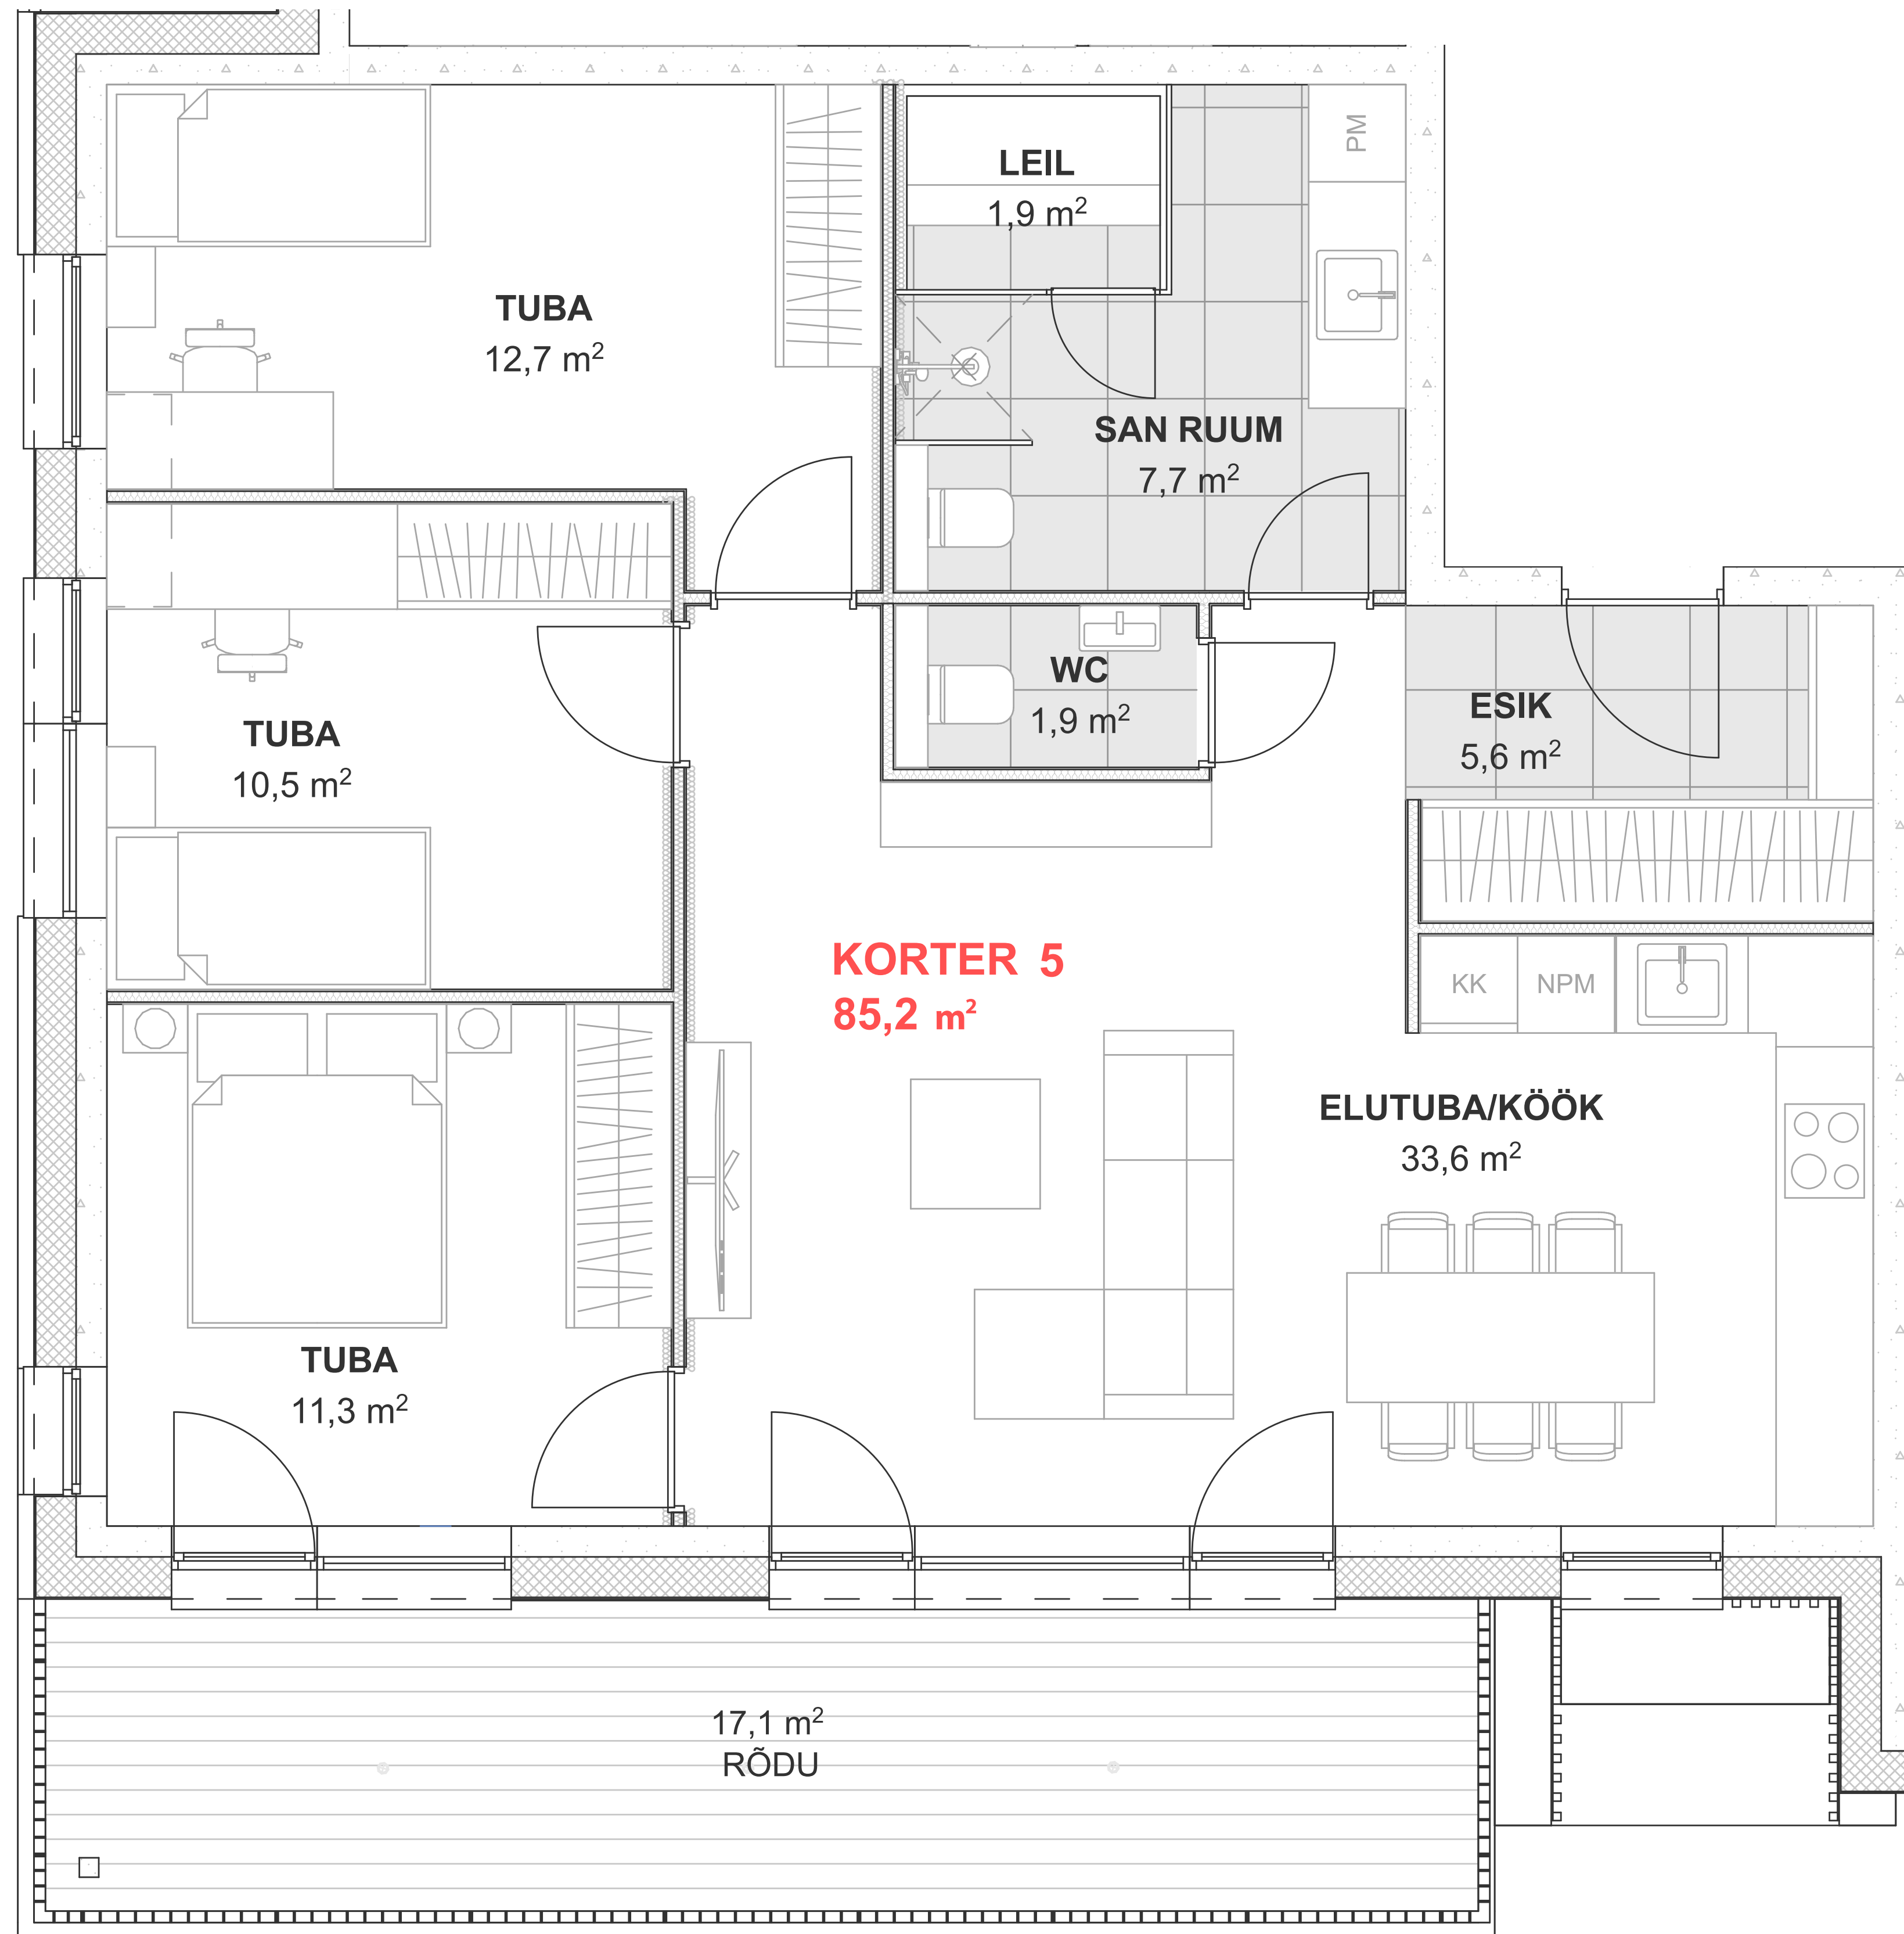 LEIL
1,9 m²
PM
TUBA
12,7 m²
SAN RUUM
7,7 m²
WC
1,9 m²
ESIK
5,6 m²
TUBA
10,5 m²
KORTER 5
85,2 m²
KK
NPM
ELUTUBA/KÖÖK
33,6 m²
TUBA
11,3 m²
17,1 m²
RÕDU